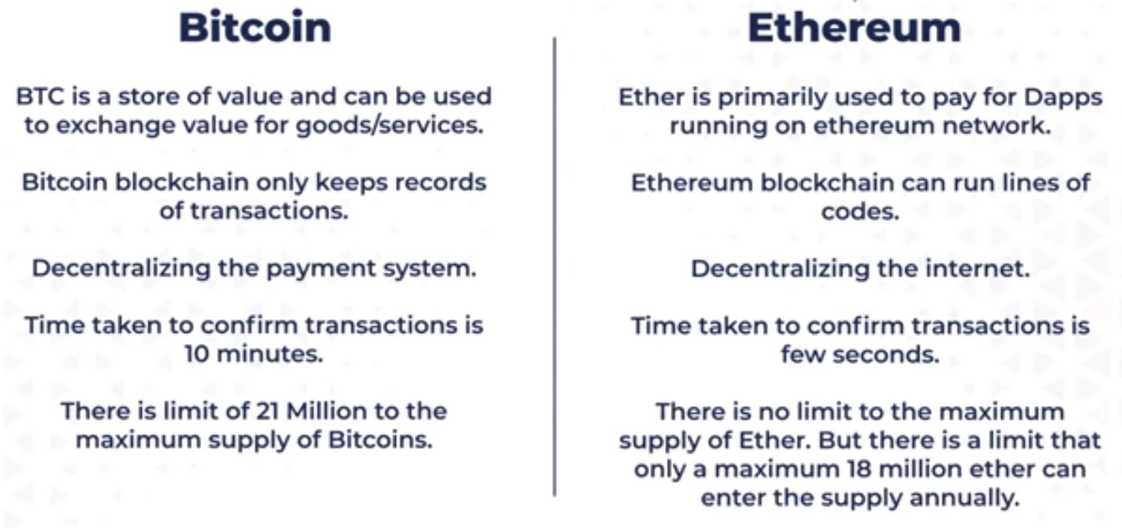 Bitcoin
BTC is a store of value and can be used
to exchange value for goods/services.
Bitcoin blockchain only keeps records
of transactions.
Decentralizing the payment system.
Time taken to confirm transactions is
10 minutes.
There is limit of 21 Million to the
maximum supply of Bitcoins.
Ethereum
Ether is primarily used to pay for Dapps
running on ethereum network.
Ethereum blockchain can run lines of
codes.
Decentralizing the internet.
Time taken to confirm transactions is
few seconds.
There is no limit to the maximum
supply of Ether. But there is a limit that
only a maximum 18 million ether can
enter the supply annually.